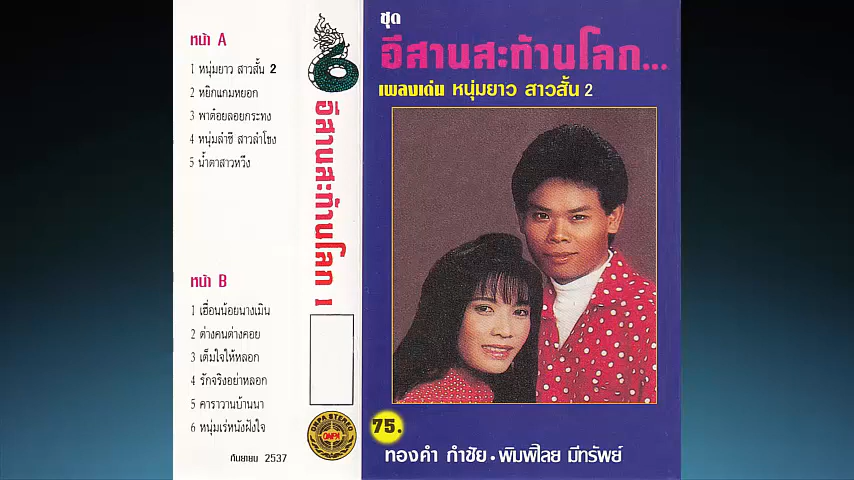 หน้า A
1 หนุ่มยาว สาวสั้น 2
2 หยิกแกมหยอก
3 พาต้อยลอยกระทง
4 หนุ่มลำชี สาวลำโขง
5 น้ำตาสาวหวึง
หน้า B
1 เฮื่อนน้อยนางเมิน
2 ต่างคนต่างคอย
3 เต็มใจให้หลอก
4 รักจริงอย่าหลอก
5 คาราวานบ้านนา
6 หนุ่มเร่หนังฝังใจ
กันยายน 2537
6 อีสานสะท้านโลก 1
ONPA STEREO
ONPA
ชุด
อีสานสะท้านโลก...
เพลงเด่น หนุ่มยาว สาวสั้น 2
75.
ทองคำ กำชัย • พิมพิไลย มีทรัพย์